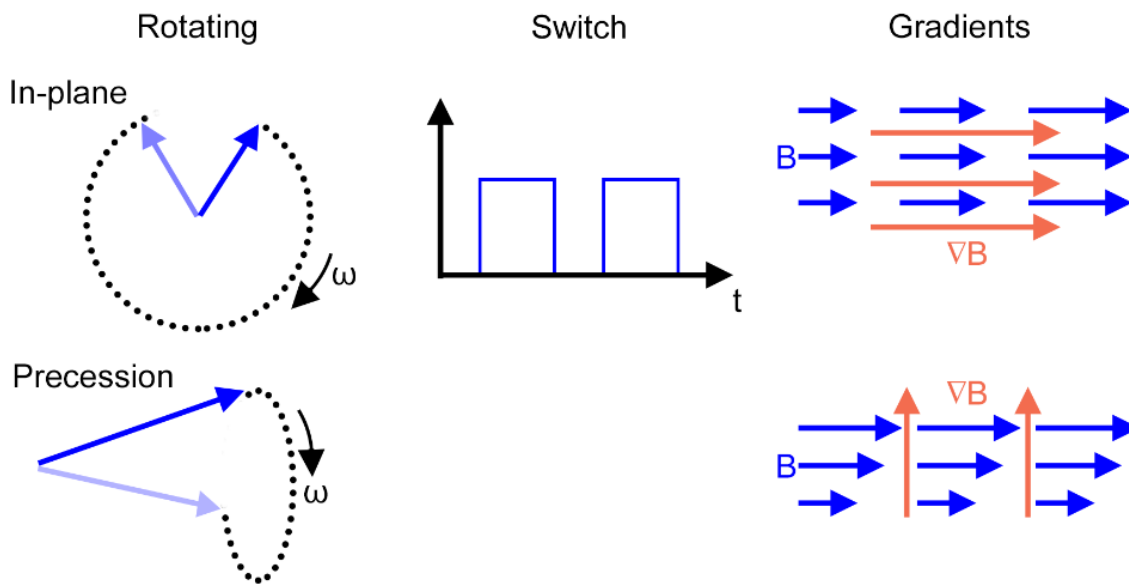 Rotating
Switch
Gradients
In-plane
ω
t
B
∇B
Precession
ω
∇B
B